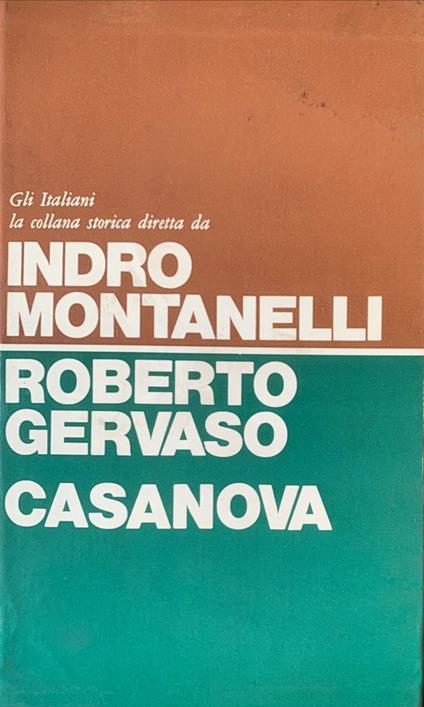 Gli Italiani
la collana storica diretta da
INDRO
MONTANELLI
ROBERTO
GERVASO
CASANOVA